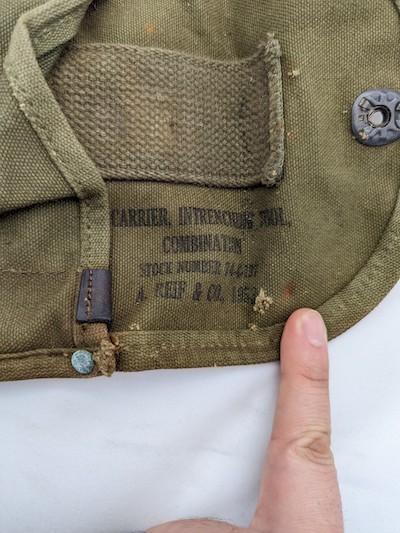 CARRIER, INTRENCHING TOOL,
COMBINATION
STOCK NUMBER
A. REIF & CO.